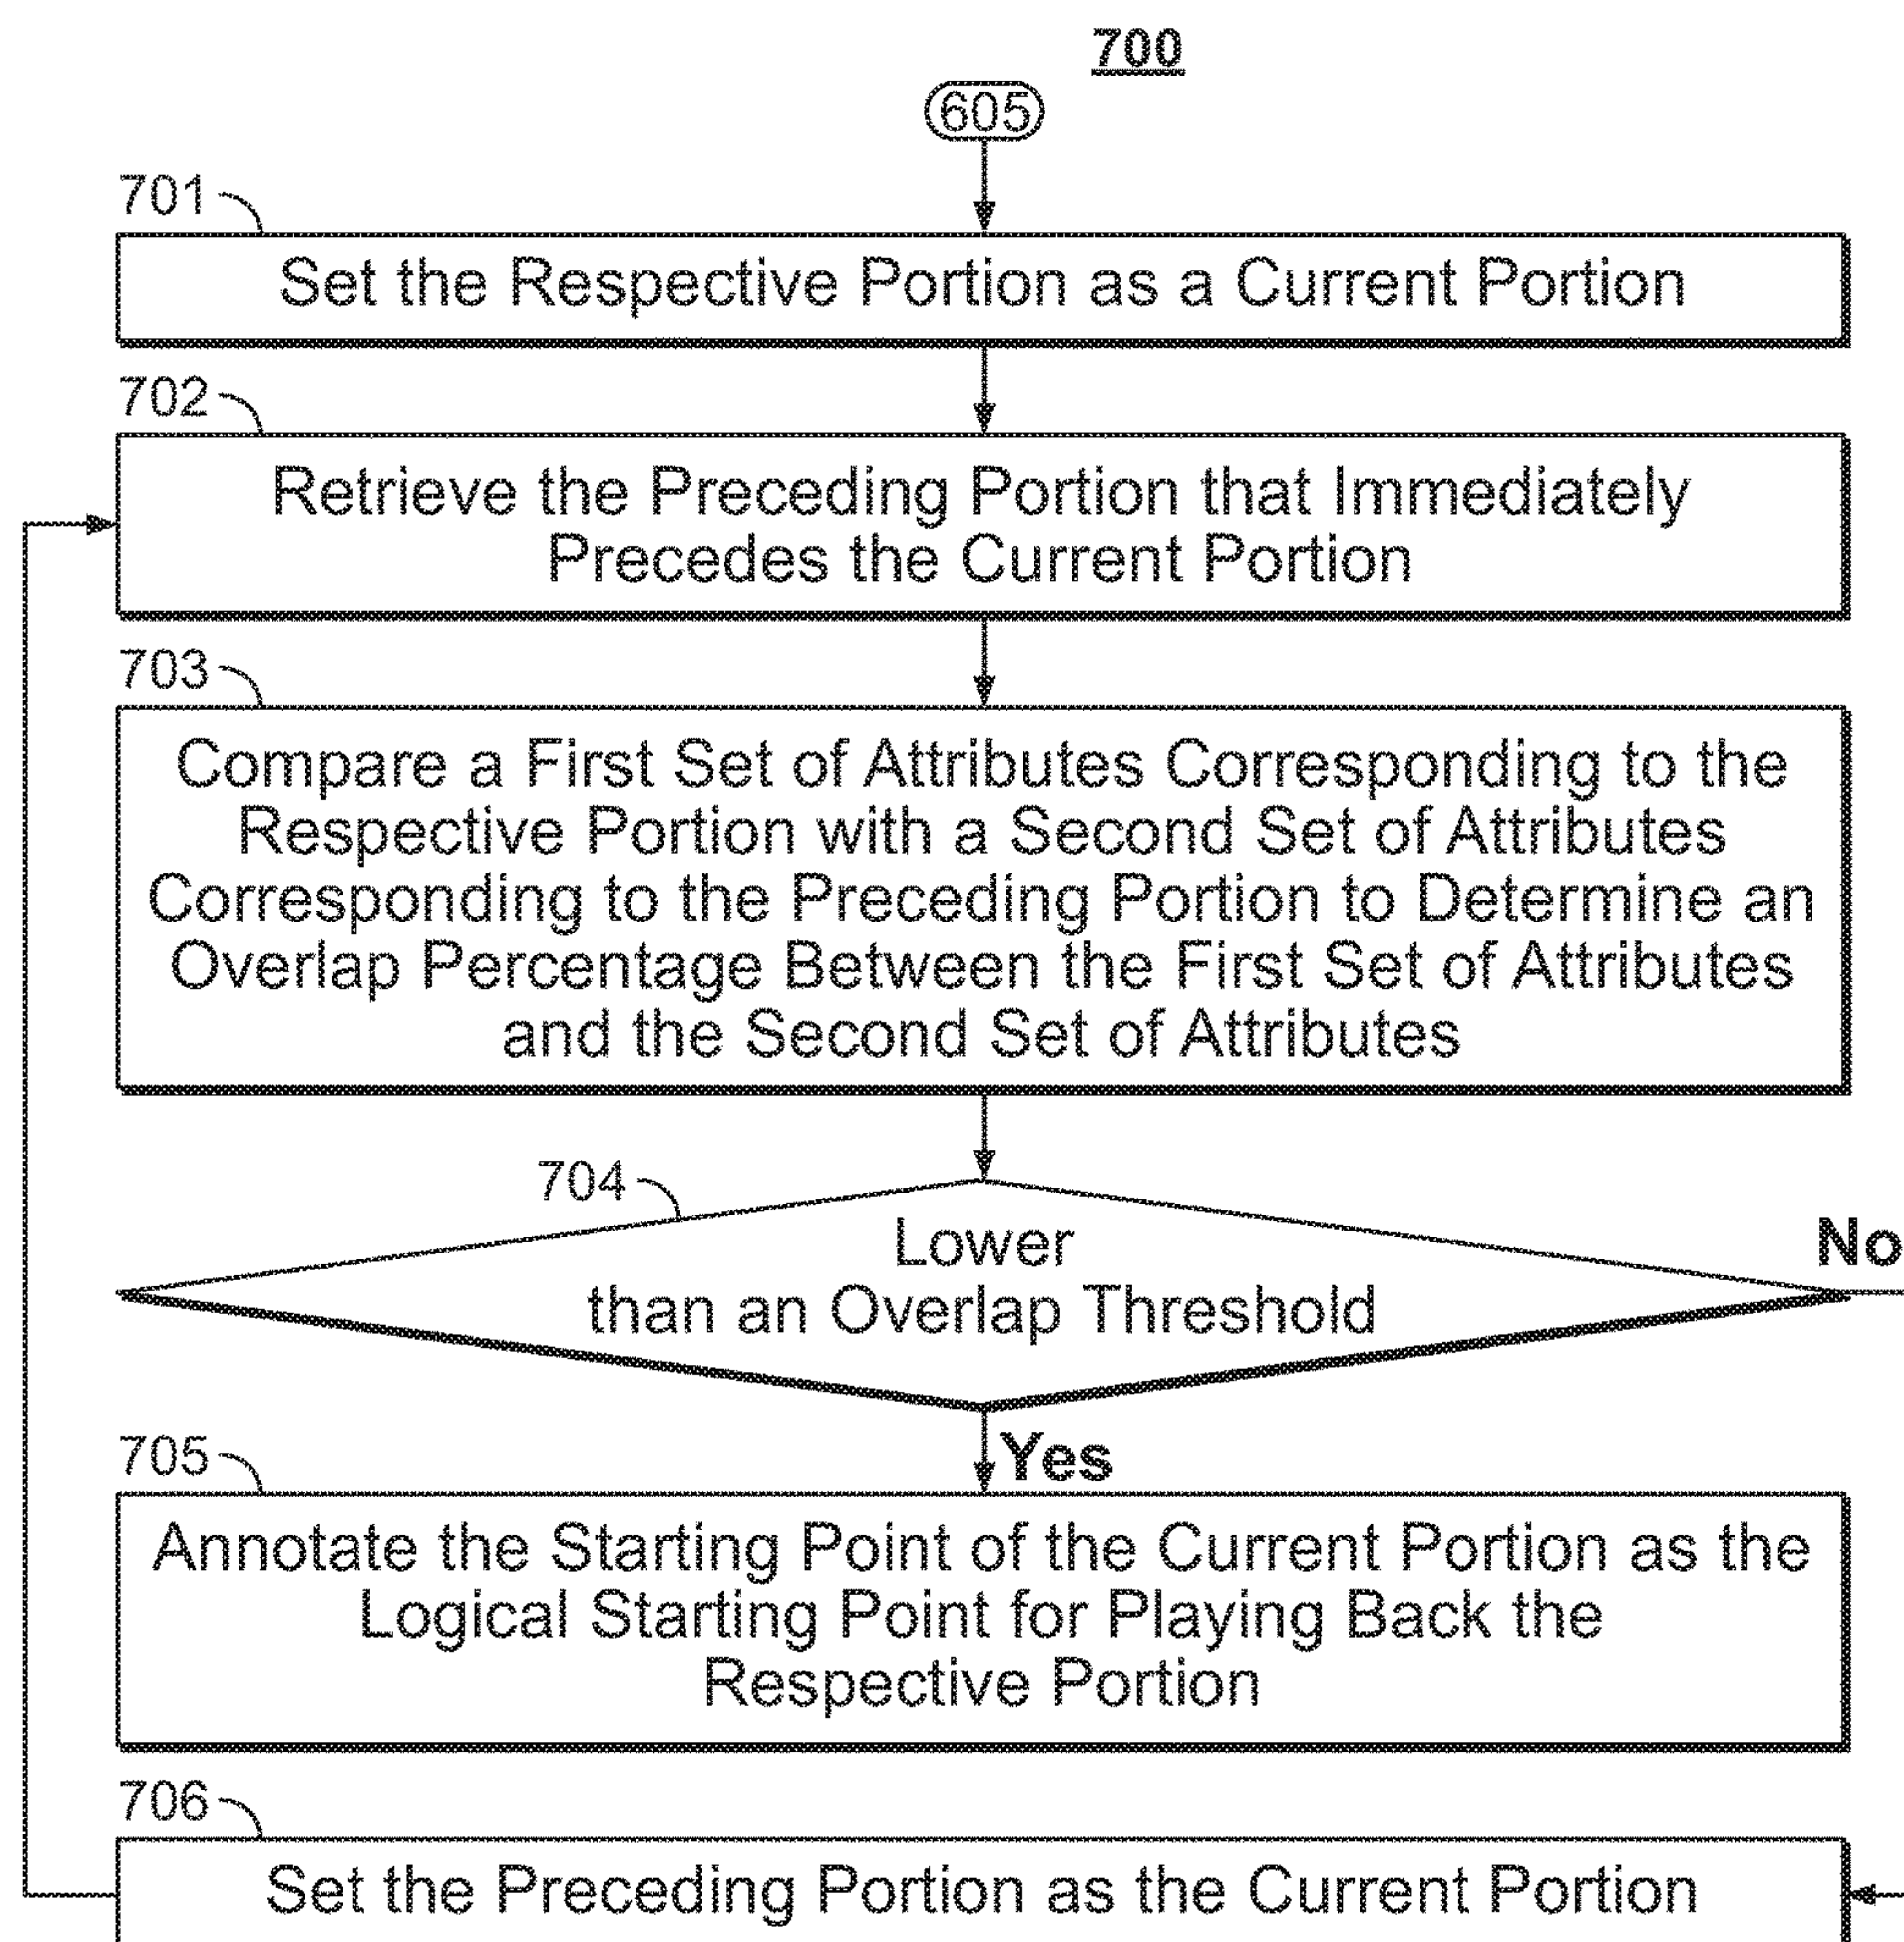 700
605
701
Set the Respective Portion as a Current Portion
702
Retrieve the Preceding Portion that Immediately
Precedes the Current Portion
703
Compare a First Set of Attributes Corresponding to the
Respective Portion with a Second Set of Attributes
Corresponding to the Preceding Portion to Determine an
Overlap Percentage Between the First Set of Attributes
and the Second Set of Attributes
704
Lower
than an Overlap Threshold
No
Yes
705
Annotate the Starting Point of the Current Portion as the
Logical Starting Point for Playing Back the
Respective Portion
706
Set the Preceding Portion as the Current Portion